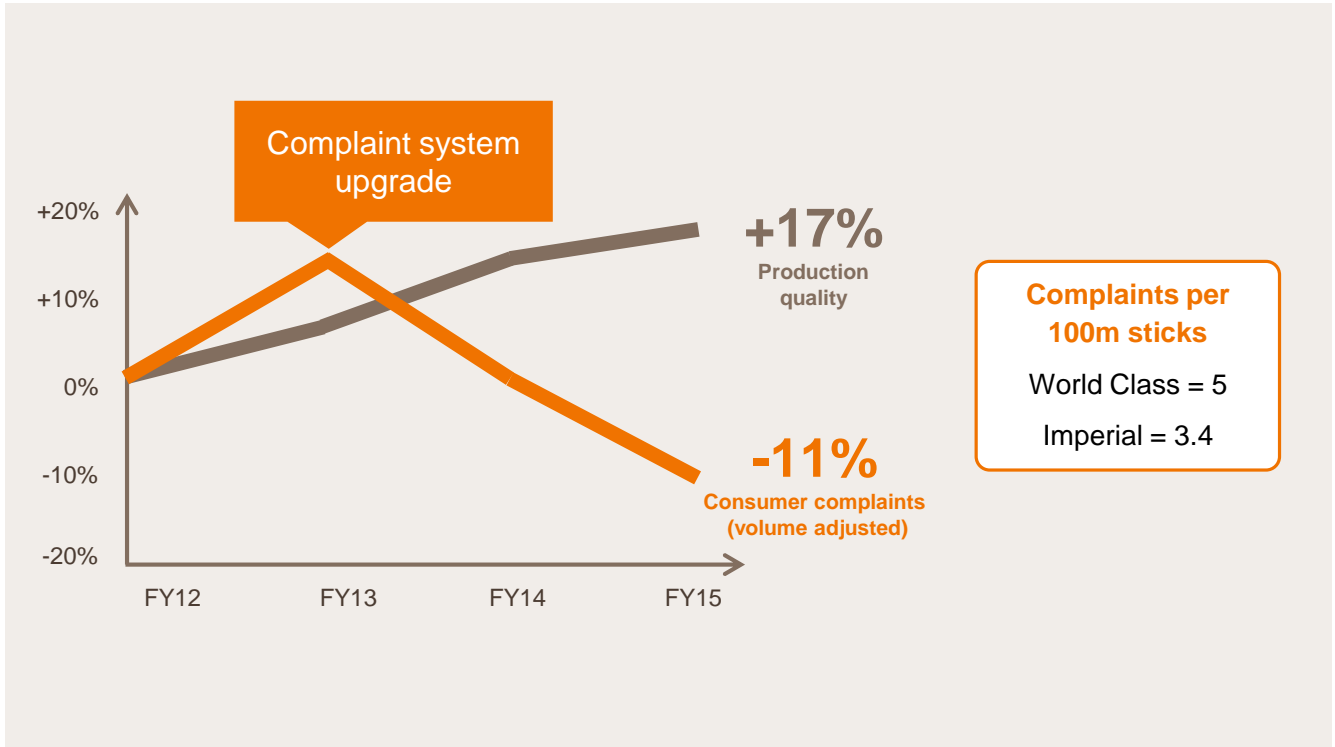 Complaint system
upgrade
+20%
+10%
0%
-10%
-20%
FY12
FY13
FY14
FY15
+17%
Production
quality
-11%
Consumer complaints
(volume adjusted)
Complaints per
100m sticks
World Class = 5
Imperial = 3.4